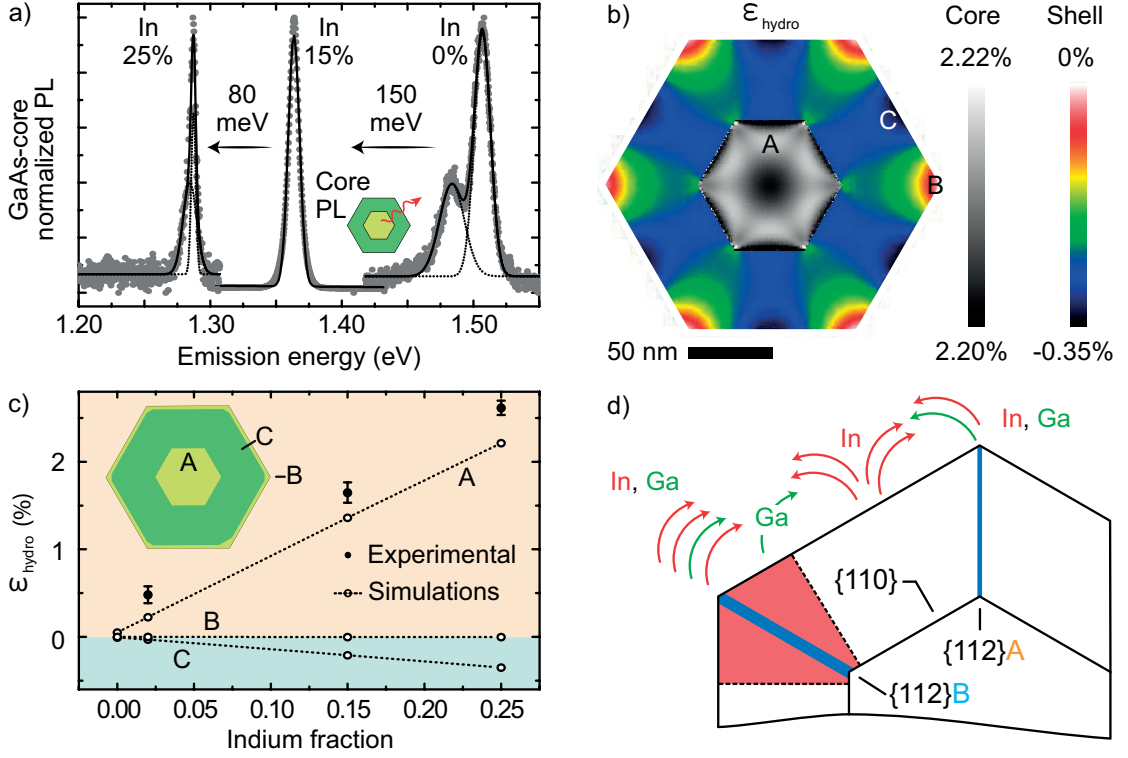 a)
GaAs-core
normalized PL
In
25%
In
15%
In
0%
80
meV
150
meV
Core
PL
1.20
1.30
1.40
1.50
Emission energy (eV)
b)
ε hydro
Core
Shell
2.22%
0%
A
C
B
50 nm
2.20%
-0.35%
c)
ε hydro (%)
2
1
0
A
C
B
A
Experimental
Simulations
B
C
0.00
0.05
0.10
0.15
0.20
0.25
Indium fraction
d)
In, Ga
In
In, Ga
Ga
{110}
{112}A
{112}B